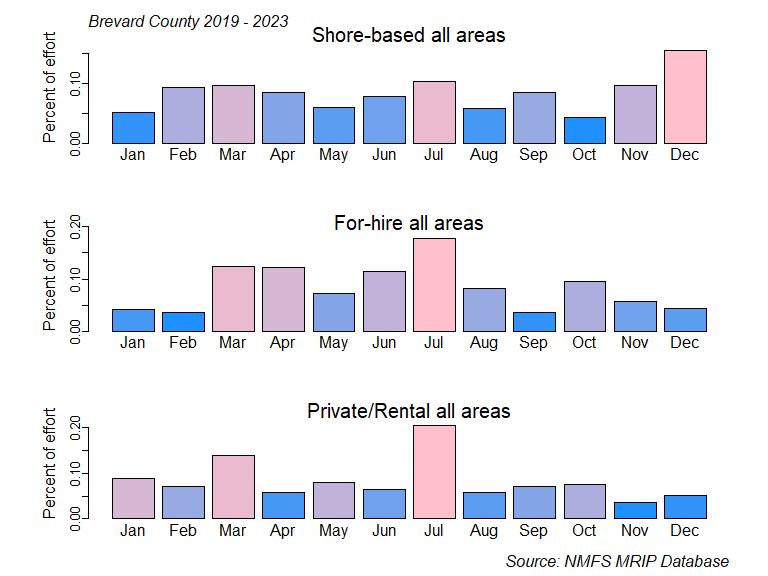 Brevard County 2019 - 2023
Shore-based all areas
Percent of effort
0.10
0.00
Jan Feb Mar Apr May Jun Jul Aug Sep Oct Nov Dec
For-hire all areas
Percent of effort
0.20
0.10
0.00
Jan Feb Mar Apr May Jun Jul Aug Sep Oct Nov Dec
Private/Rental all areas
Percent of effort
0.20
0.10
0.00
Jan Feb Mar Apr May Jun Jul Aug Sep Oct Nov Dec
Source: NMFS MRIP Database